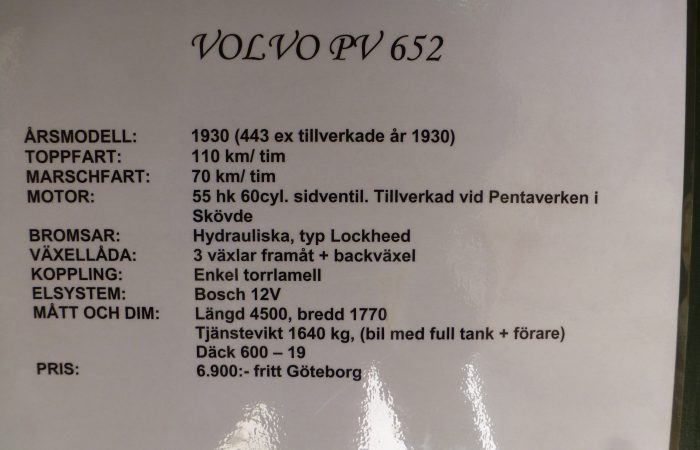 VOLVO PV 652
ÅRSMODELL: 1930 (443 ex tillverkade år 1930)
TOPPFART: 110 km/ tim
MARSCHFART: 70 km/ tim
MOTOR: 55 hk 60cyl. sidventil. Tillverkad vid Pentaverken i
Skövde
BROMSAR: Hydrauliska, typ Lockheed
VÄXELLÅDA: 3 växlar framåt + backväxel
KOPPLING: Enkel torrlamell
ELSYSTEM: Bosch 12V
MÅTT OCH DIM: Längd 4500, bredd 1770
Tjänstevikt 1640 kg, (bil med full tank + förare)
Däck 600 – 19
PRIS: 6.900:- fritt Göteborg